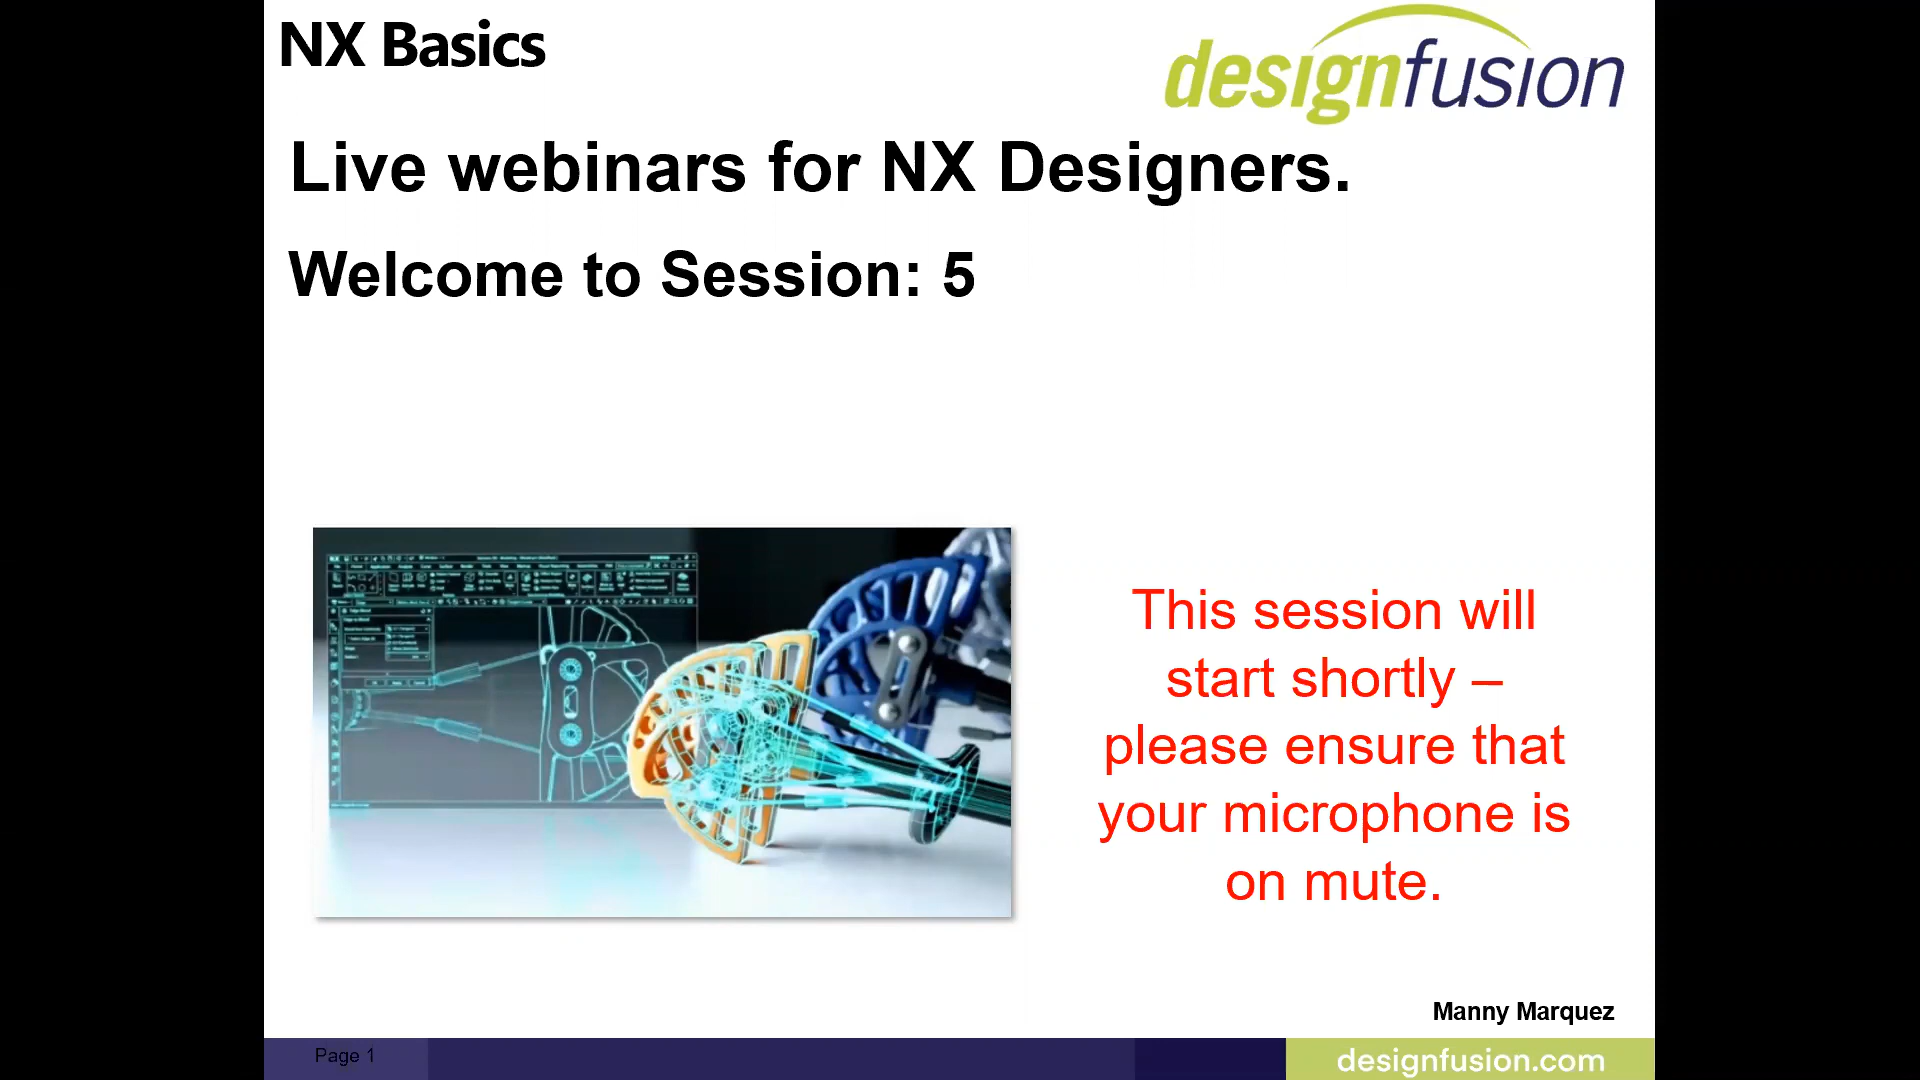 NX Basics
designfusion
Live webinars for NX Designers.
Welcome to Session: 5
This session will
start shortly –
please ensure that
your microphone is
on mute.
Manny Marquez
Page 1
designfusion.com